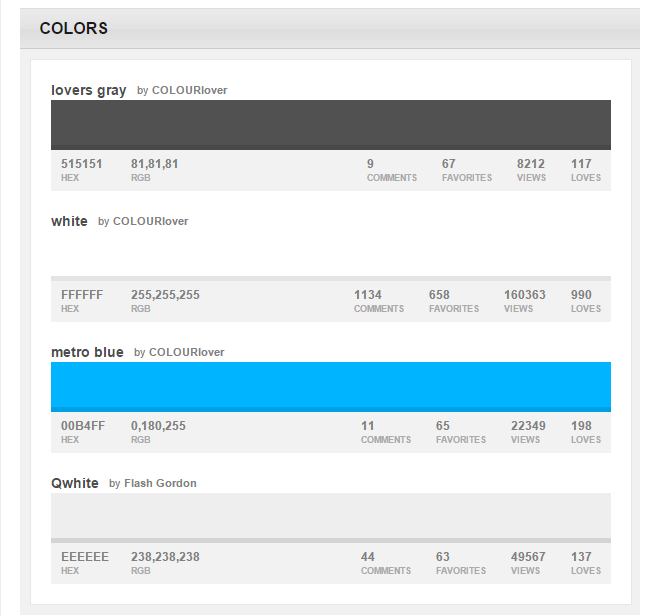 COLORS
lovers gray by COLOURlover
515151 81,81,81 9 67 8212 117
HEX RGB COMMENTS FAVORITES VIEWS LOVES
white by COLOURlover
FFFFFF 255,255,255 1134 658 160363 990
HEX RGB COMMENTS FAVORITES VIEWS LOVES
metro blue by COLOURlover
00B4FF 0,180,255 11 65 22349 198
HEX RGB COMMENTS FAVORITES VIEWS LOVES
Qwhite by Flash Gordon
EEEEEE 238,238,238 44 63 49567 137
HEX RGB COMMENTS FAVORITES VIEWS LOVES